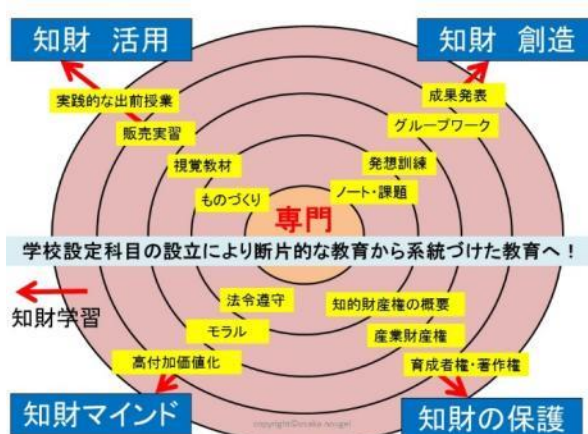 知財 活用
知財 創造
実践的な出前授業
成果発表
販売実習
グループワーク
視覚教材
発想訓練
ものづくり
ノート・課題
専門
学校設定科目の設立により断片的な教育から系統づけた教育へ！
知財学習
法令遵守
知的財産権の概要
モラル
産業財産権
高付加価値化
育成者権・著作権
知財マインド
知財の保護